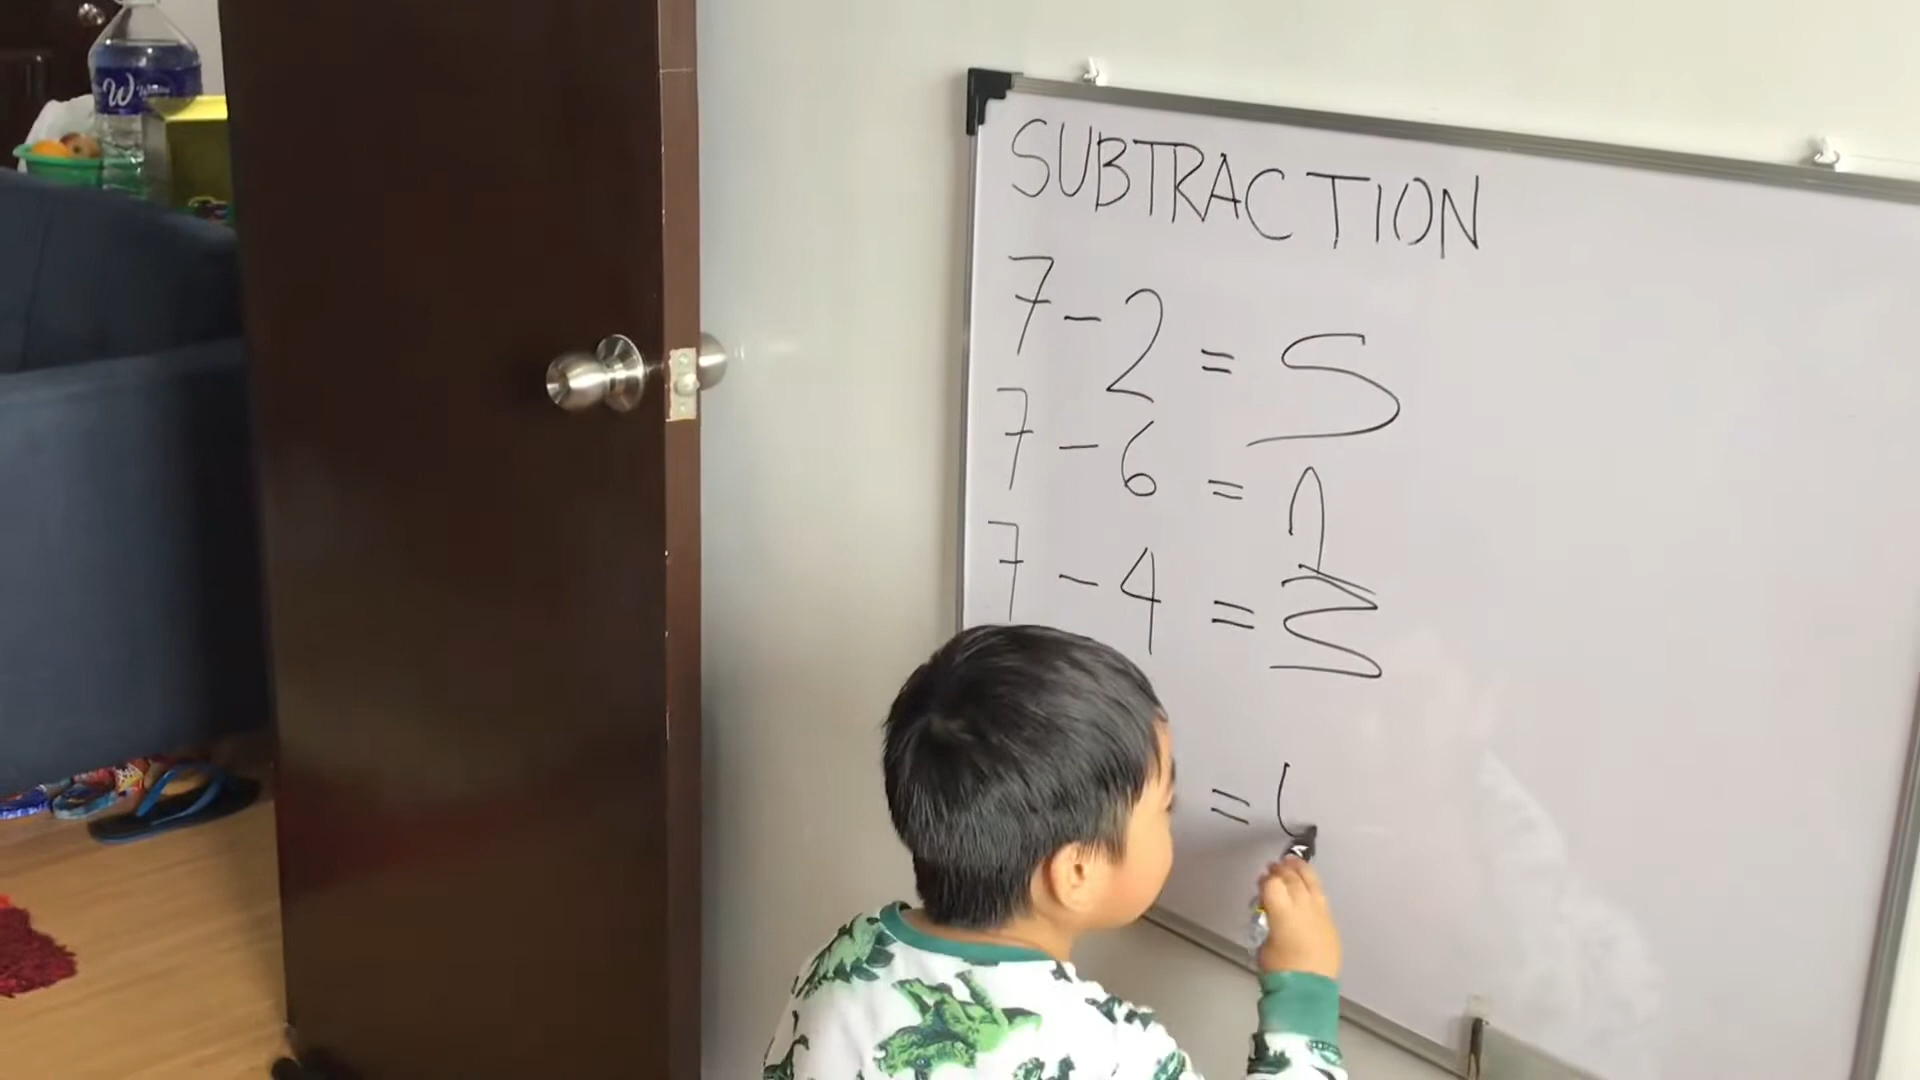 W
SUBTRACTION
7 - 2 = 5
7 - 6 = 1
7 - 4 = 3
=